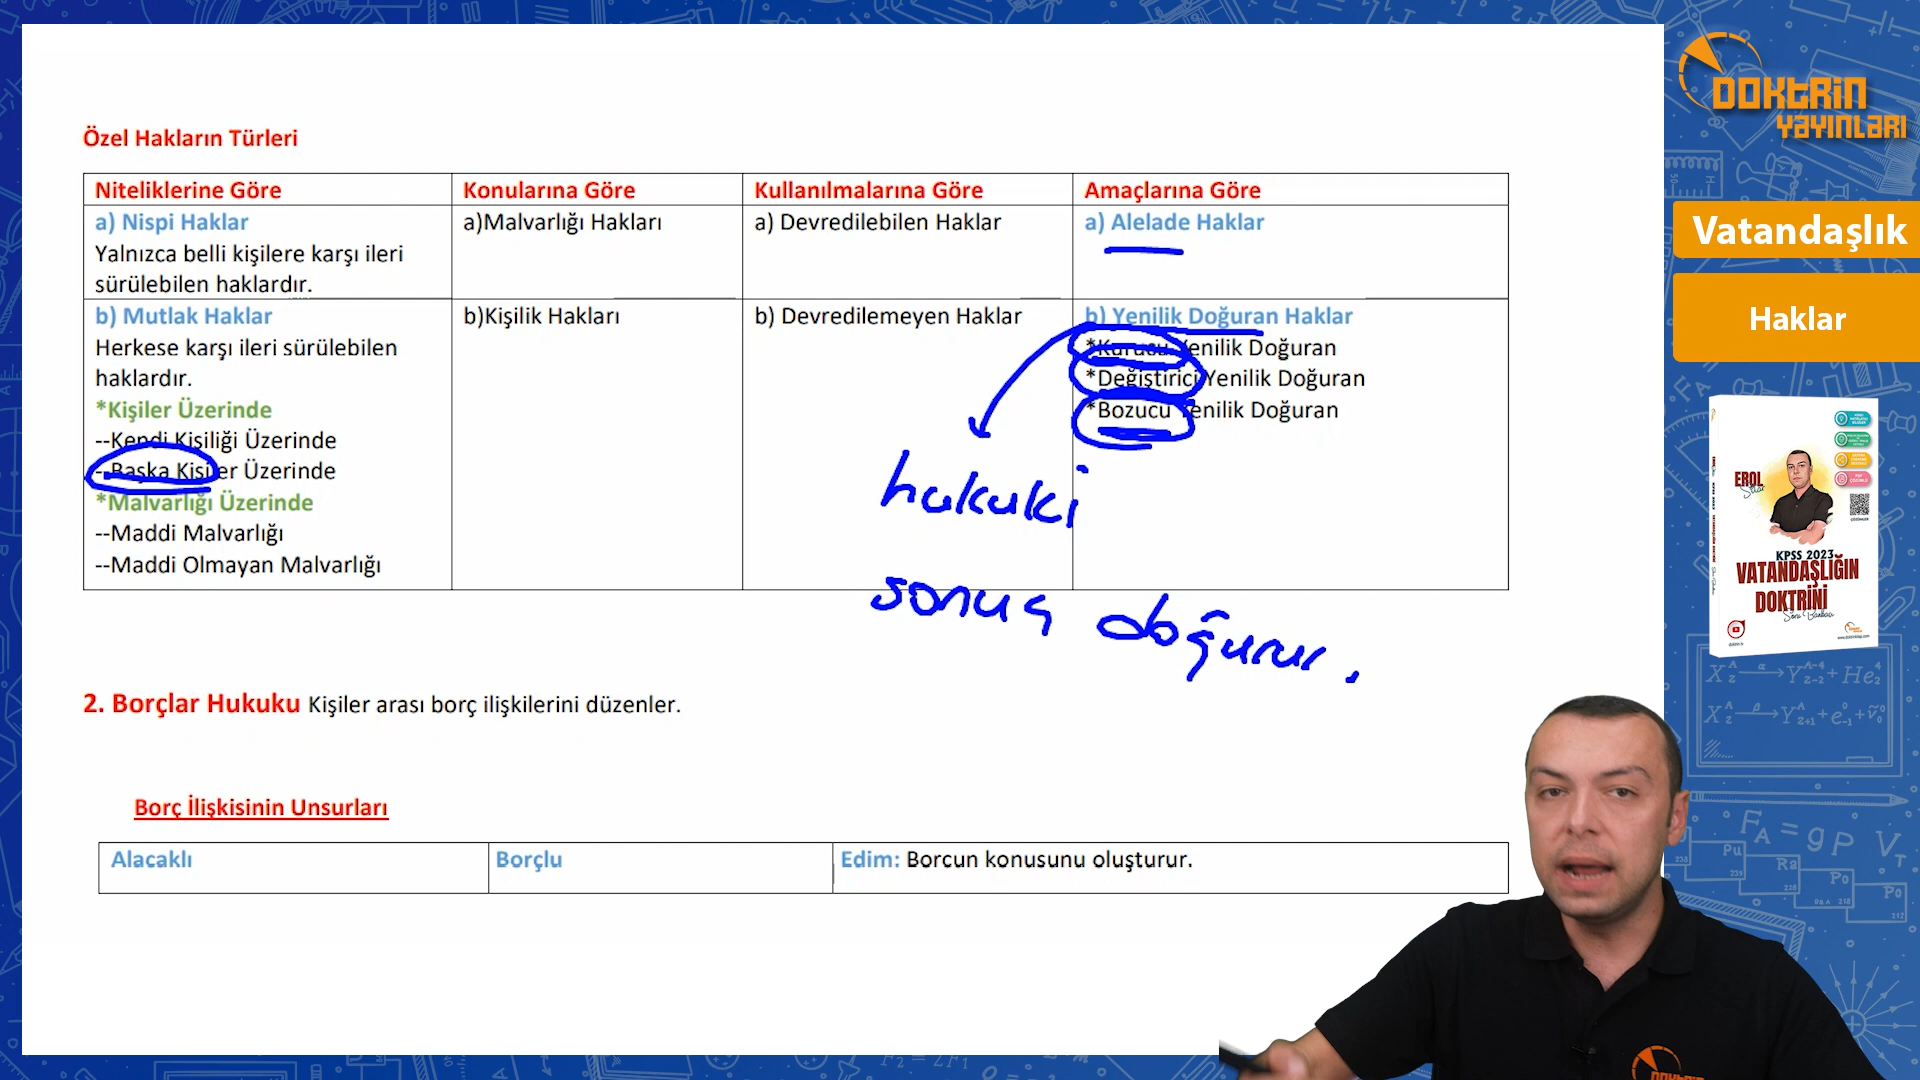 Özel Hakların Türleri
Niteliklerine Göre
Konularına Göre
Kullanılmalarına Göre
Amaçlarına Göre
a) Nispi Haklar
Yalnızca belli kişilere karşı ileri
sürülebilen haklardır.
a)Malvarlığı Hakları
a) Devredilebilen Haklar
a) Alelade Haklar
b) Mutlak Haklar
Herkese karşı ileri sürülebilen
haklardır.
*Kişiler Üzerinde
--Kendi Kişiliği Üzerinde
--Başka Kişiler Üzerinde
*Malvarlığı Üzerinde
--Maddi Malvarlığı
--Maddi Olmayan Malvarlığı
b)Kişilik Hakları
b) Devredilemeyen Haklar
b) Yenilik Doğuran Haklar
*Kurucu Yenilik Doğuran
*Değiştirici Yenilik Doğuran
*Bozucu Yenilik Doğuran
hukuki
sonuç doğurur.
2. Borçlar Hukuku Kişiler arası borç ilişkilerini düzenler.
Borç İlişkisinin Unsurları
Alacaklı
Borçlu
Edim: Borcun konusunu oluşturur.
DOKTRİN
YAYINLARI
Vatandaşlık
Haklar
EROL
KPSS 2023
VATANDAŞLIĞIN
DOKTRİNİ
Soru Bankası